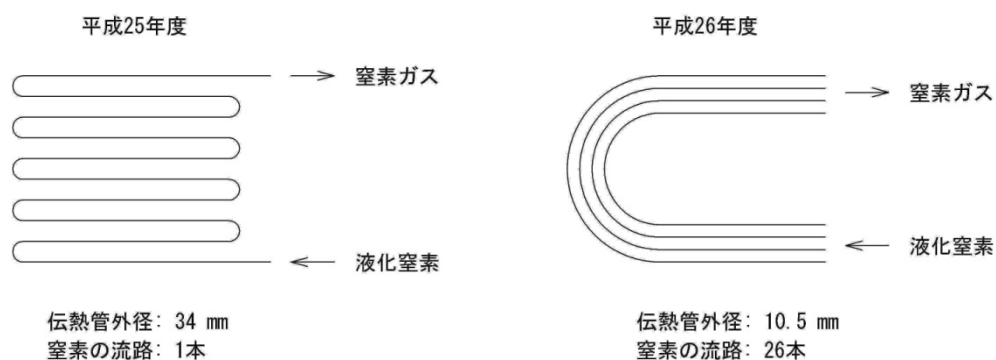 平成25年度
窒素ガス
液化窒素
伝熱管外径: 34 mm
窒素の流路: 1本
平成26年度
窒素ガス
液化窒素
伝熱管外径: 10.5 mm
窒素の流路: 26本